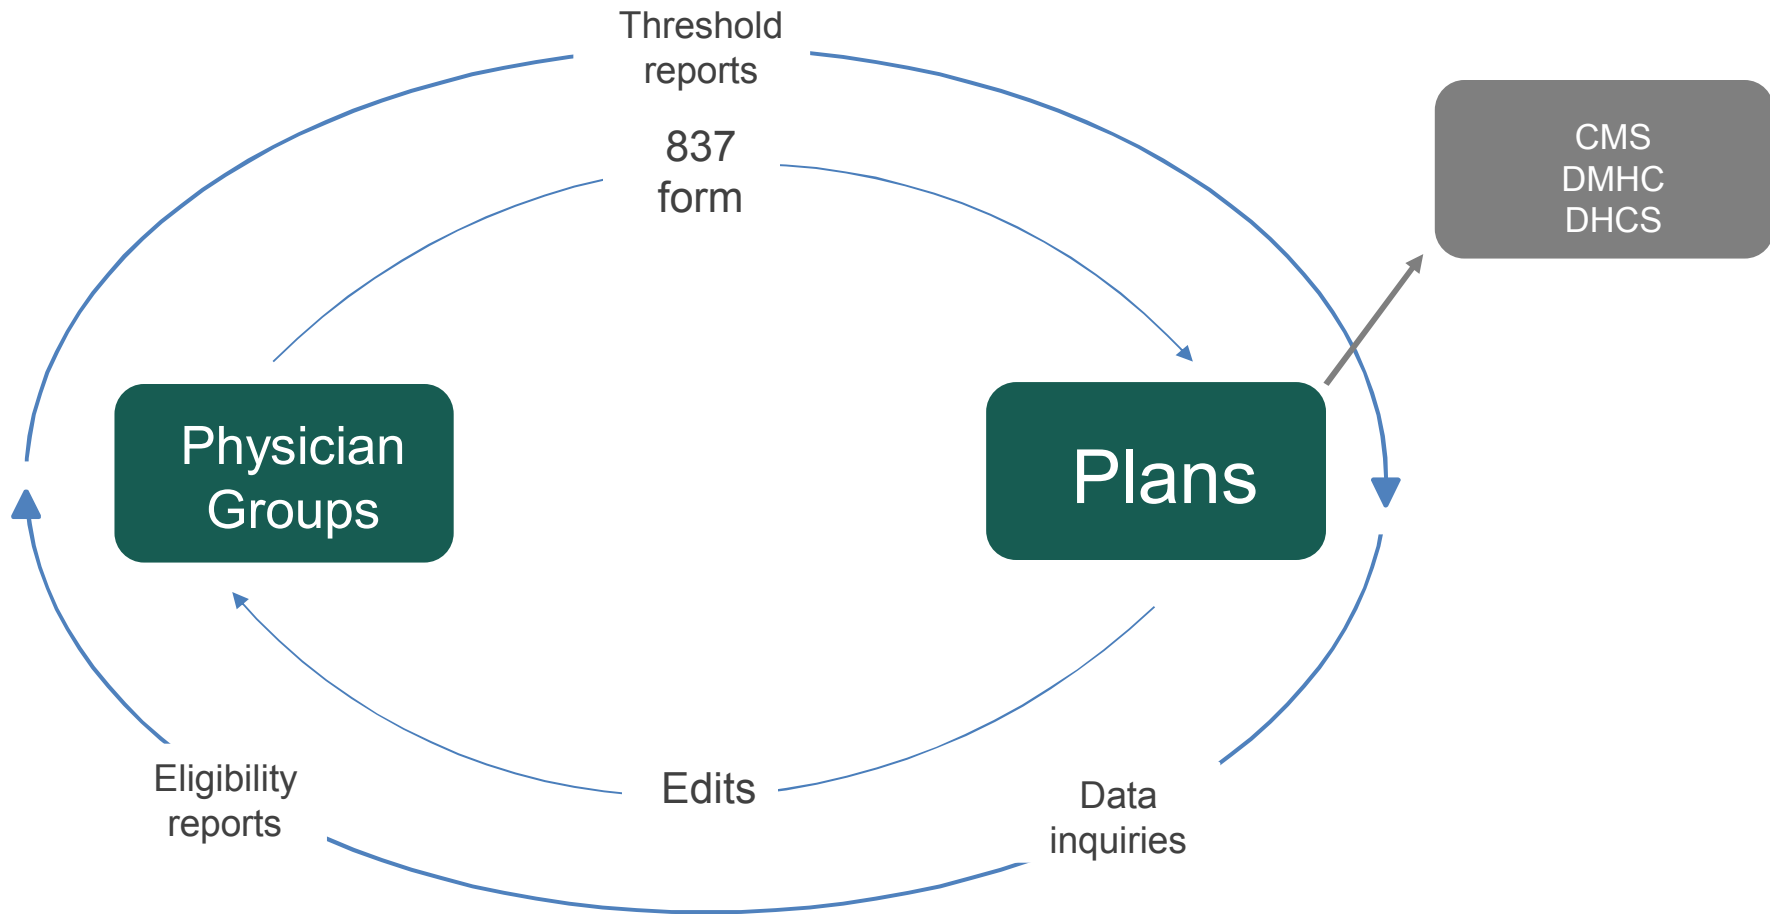 Threshold
reports
837
form
CMS
DMHC
DHCS
Physician
Groups
Plans
Eligibility
reports
Edits
Data
inquiries